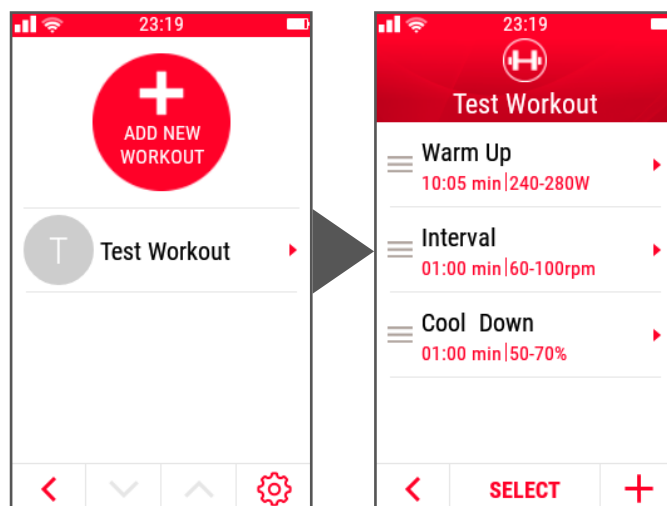 23:19
ADD NEW
WORKOUT
T
Test Workout
23:19
Test Workout
Warm Up
10:05 min|240-280W
Interval
01:00 min|60-100rpm
Cool Down
01:00 min|50-70%
SELECT